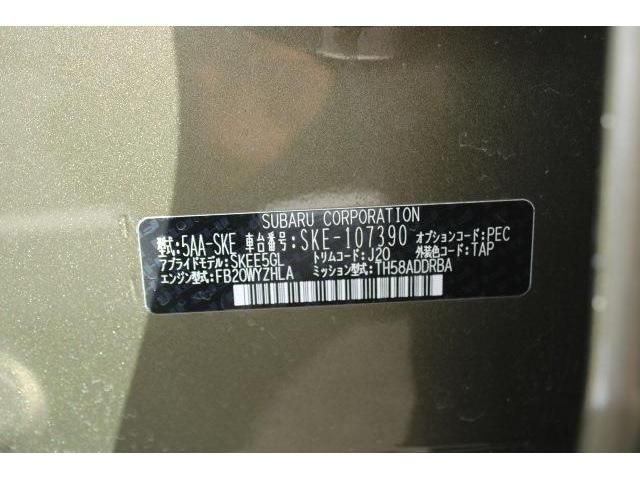 SUBARU CORPORATION
型式:5AA-SKE 車台番号:SKE-107390 オプションコード:PEC
アプライドモデル:SKEE5GL トリムコード:J20 外装色コード:TAP
エンジン型式:FB20WYZHLA ミッション型式:TH58ADDRBA